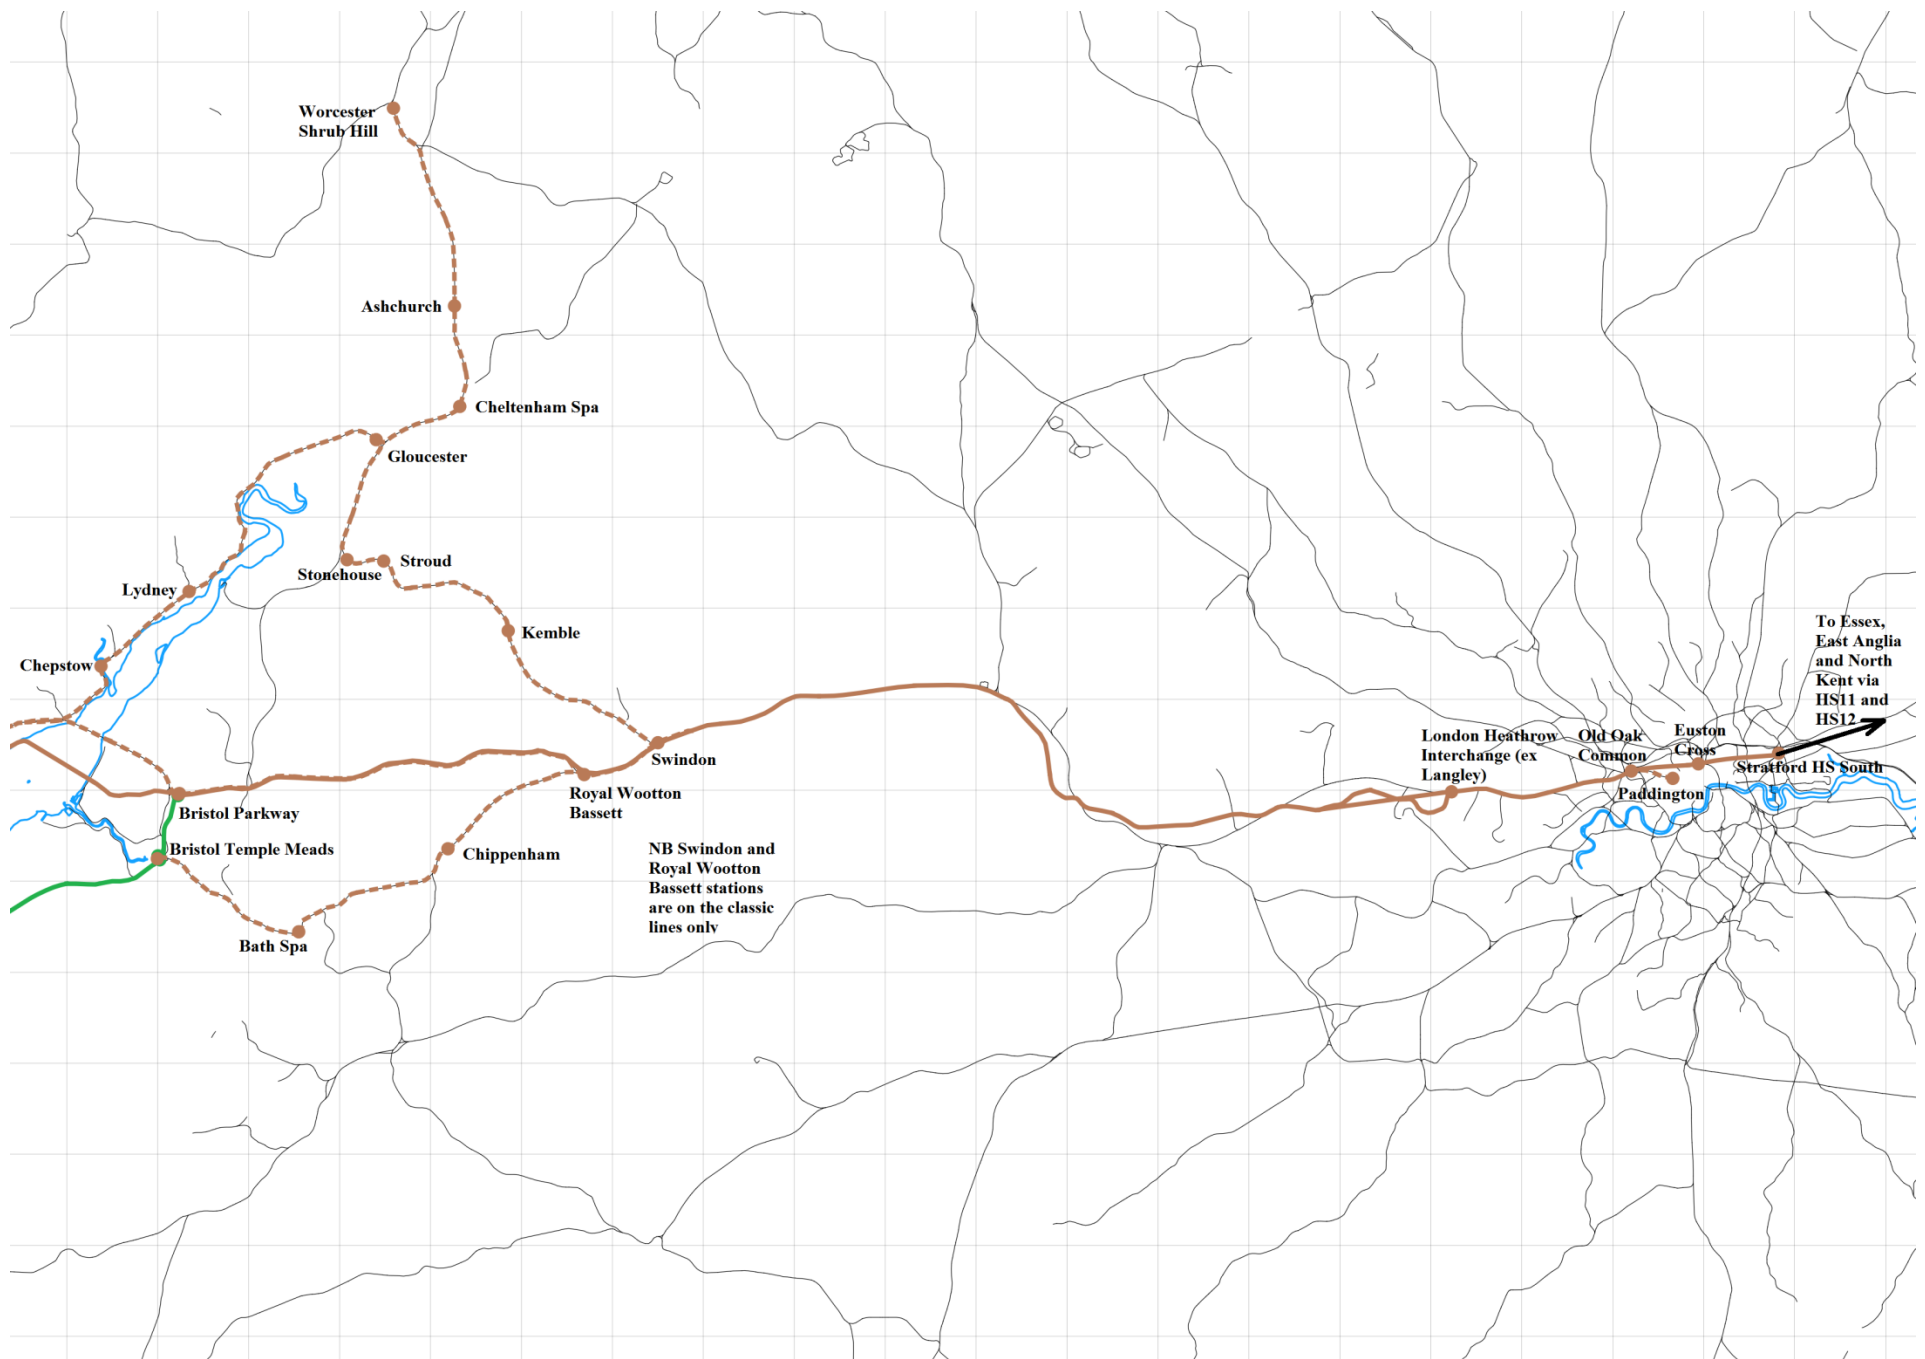 Worcester
Shrub Hill
Ashchurch
Cheltenham Spa
Gloucester
Stonehouse
Stroud
Lydney
Kemble
Chepstow
To Essex,
East Anglia
and North
Kent via
HS11 and
HS12
Swindon
London Heathrow
Interchange (ex
Langley)
Old Oak
Common
Euston
Cross
Stratford HS South
Paddington
Royal Wootton
Bassett
Bristol Parkway
Bristol Temple Meads
Chippenham
NB Swindon and
Royal Wootton
Bassett stations
are on the classic
lines only
Bath Spa